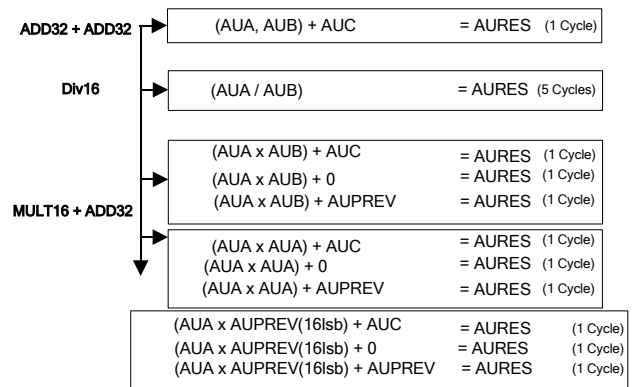 ADD32 + ADD32 (AUA, AUB) + AUC = AURES (1 Cycle)
Div16 (AUA / AUB) = AURES (5 Cycles)
(AUA x AUB) + AUC = AURES (1 Cycle)
(AUA x AUB) + 0 = AURES (1 Cycle)
(AUA x AUB) + AUPREV = AURES (1 Cycle)
MULT16 + ADD32
(AUA x AUA) + AUC = AURES (1 Cycle)
(AUA x AUA) + 0 = AURES (1 Cycle)
(AUA x AUA) + AUPREV = AURES (1 Cycle)
(AUA x AUPREV(16lsb) + AUC = AURES (1 Cycle)
(AUA x AUPREV(16lsb) + 0 = AURES (1 Cycle)
(AUA x AUPREV(16lsb) + AUPREV = AURES (1 Cycle)